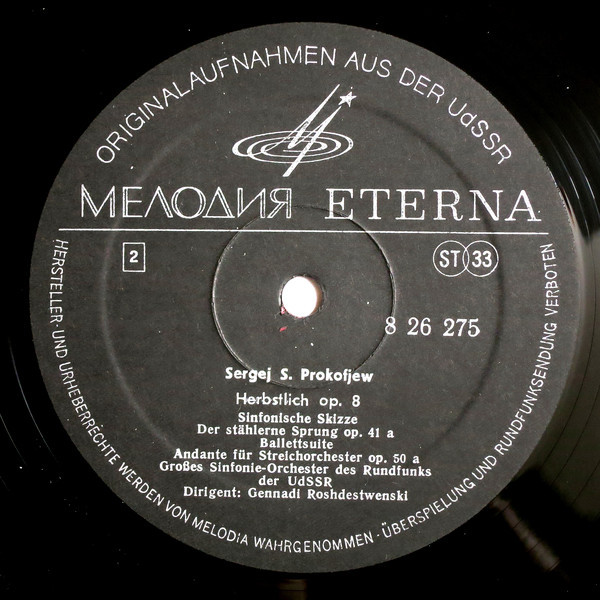 ORIGINALAUFNAHMEN AUS DER UdSSR
МЕЛОДИЯ ETERNA
2
ST 33
8 26 275
Sergej S. Prokofjew
Herbstlich op. 8
Sinfonische Skizze
Der stählerne Sprung op. 41 a
Ballettsuite
Andante für Streichorchester op. 50 a
Großes Sinfonie-Orchester des Rundfunks
der UdSSR
Dirigent: Gennadi Roshdestwenski
HERSTELLER- UND URHEBERRECHTE WERDEN VON MELODiA WAHRGENOMMEN · ÜBERSPIELUNG UND RUNDFUNKSENDUNG VERBOTEN